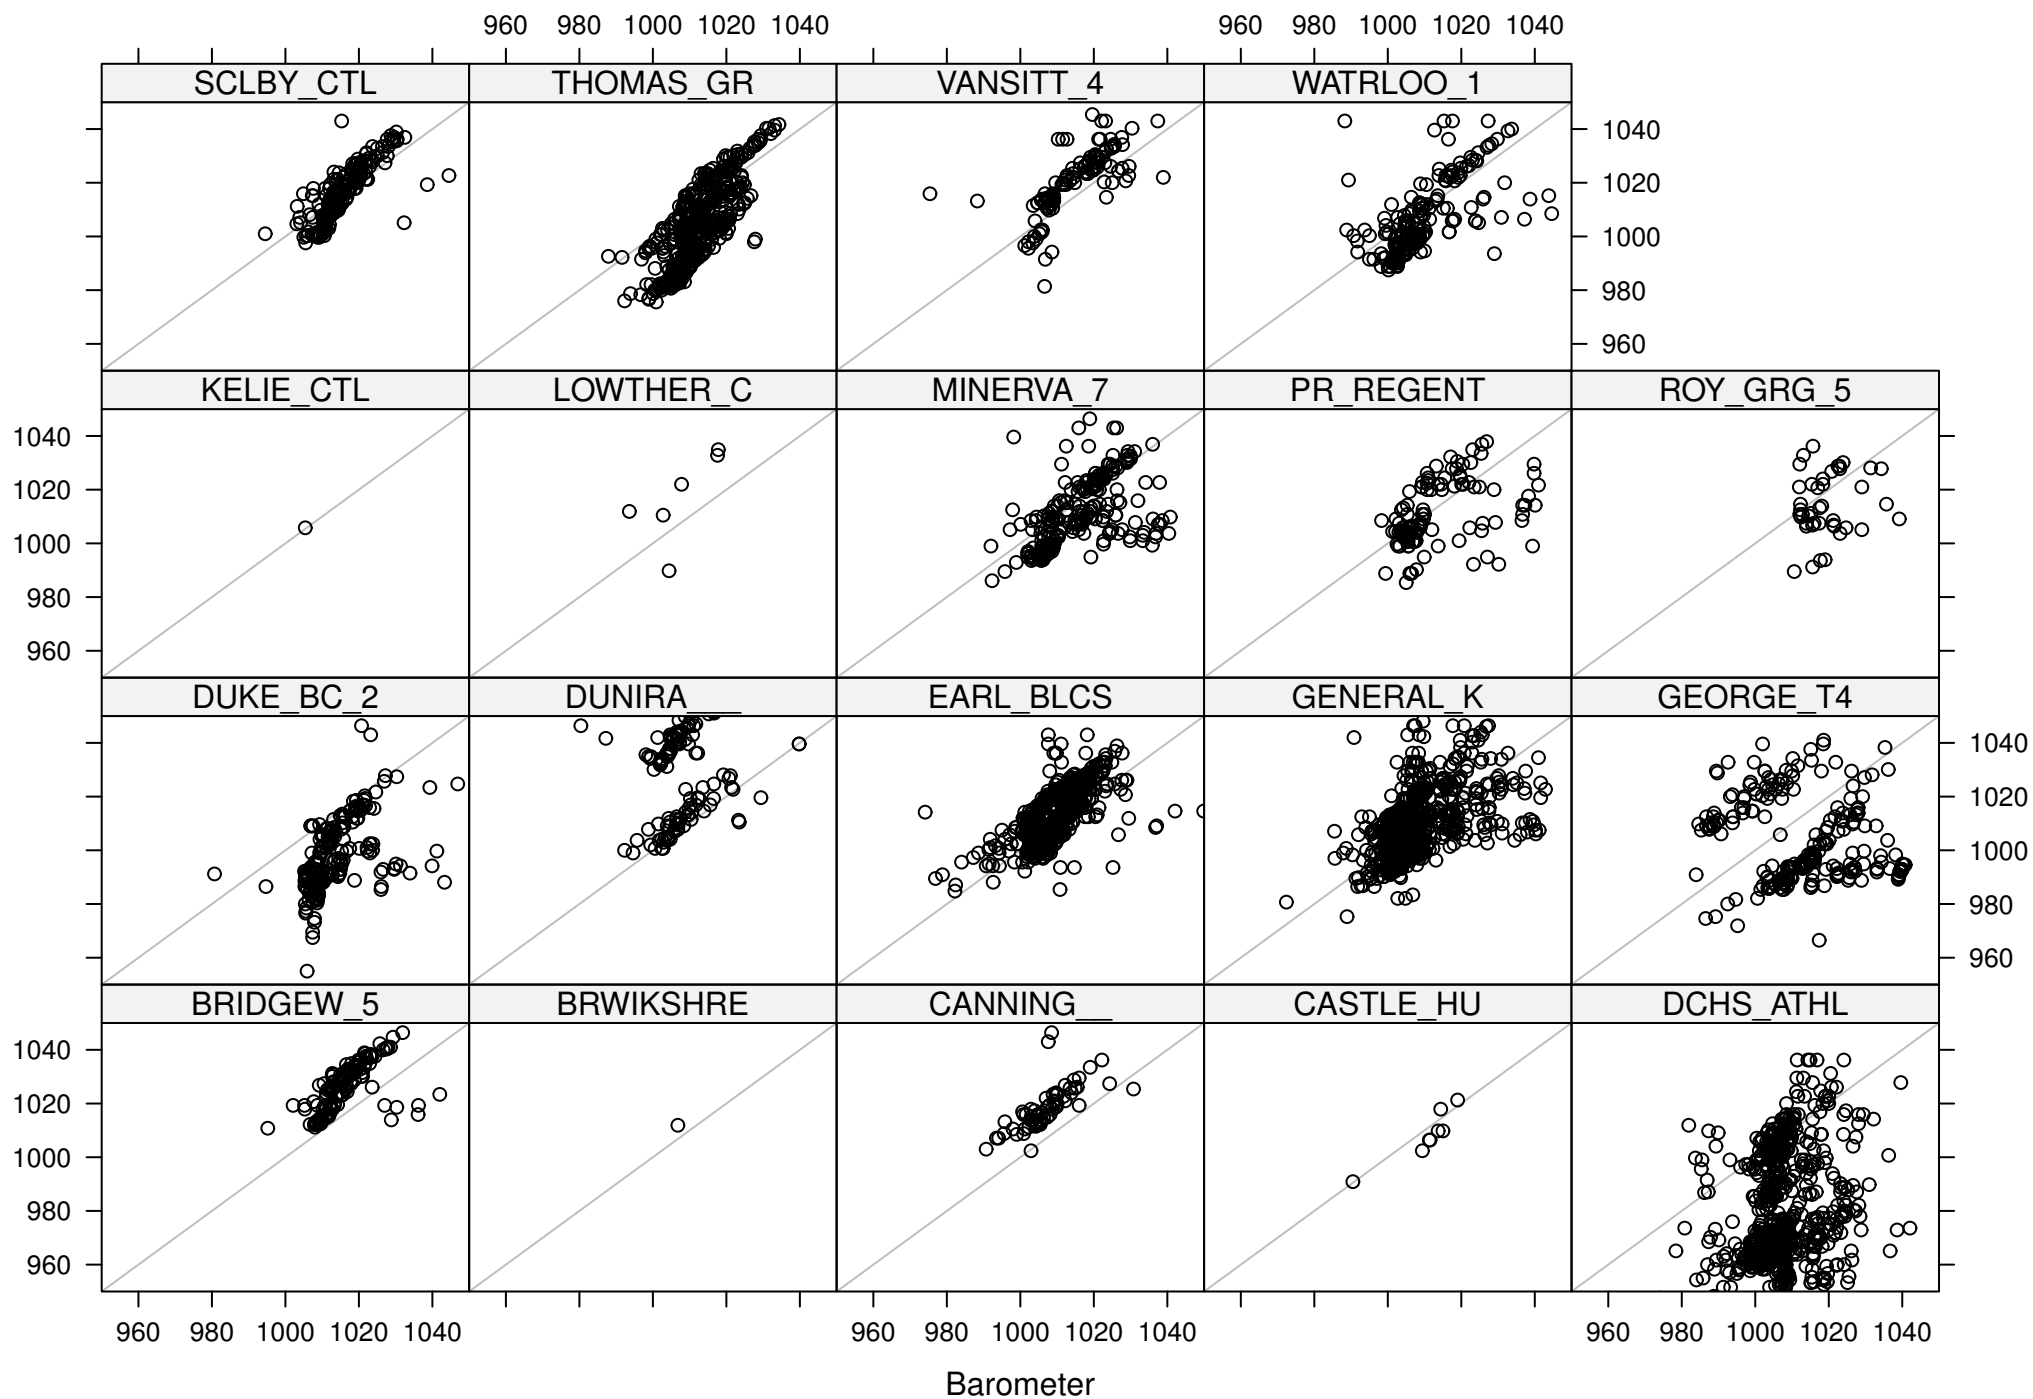 960 980 1000 1020 1040 960 980 1000 1020 1040
SCLBY_CTL THOMAS_GR VANSITT_4 WATRLOO_1
1040
1020
1000
980
960
KELIE_CTL LOWTHER_C MINERVA_7 PR_REGENT ROY_GRG_5
1040
1020
1000
980
960
DUKE_BC_2 DUNIRA___ EARL_BLCS GENERAL_K GEORGE_T4
1040
1020
1000
980
960
BRIDGEW_5 BRWIKSHRE CANNING__ CASTLE_HU DCHS_ATHL
1040
1020
1000
980
960
960 980 1000 1020 1040 960 980 1000 1020 1040 960 980 1000 1020 1040
Barometer